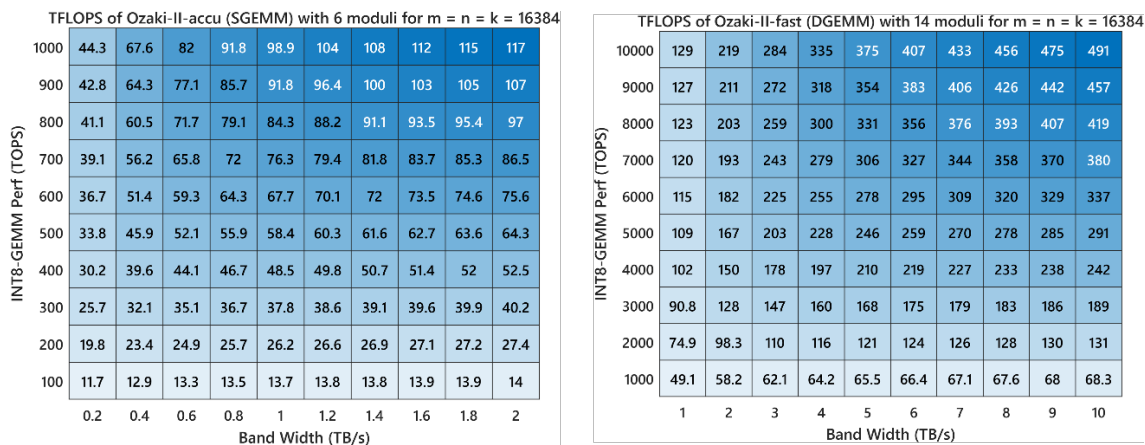 TFLOPS of Ozaki-II-accu (SGEMM) with 6 moduli for m = n = k = 16384
INT8-GEMM Perf (TOPS)
1000 44.3 67.6 82 91.8 98.9 104 108 112 115 117
900 42.8 64.3 77.1 85.7 91.8 96.4 100 103 105 107
800 41.1 60.5 71.7 79.1 84.3 88.2 91.1 93.5 95.4 97
700 39.1 56.2 65.8 72 76.3 79.4 81.8 83.7 85.3 86.5
600 36.7 51.4 59.3 64.3 67.7 70.1 72 73.5 74.6 75.6
500 33.8 45.9 52.1 55.9 58.4 60.3 61.6 62.7 63.6 64.3
400 30.2 39.6 44.1 46.7 48.5 49.8 50.7 51.4 52 52.5
300 25.7 32.1 35.1 36.7 37.8 38.6 39.1 39.6 39.9 40.2
200 19.8 23.4 24.9 25.7 26.2 26.6 26.9 27.1 27.2 27.4
100 11.7 12.9 13.3 13.5 13.7 13.8 13.8 13.9 13.9 14
0.2 0.4 0.6 0.8 1 1.2 1.4 1.6 1.8 2
Band Width (TB/s)
TFLOPS of Ozaki-II-fast (DGEMM) with 14 moduli for m = n = k = 16384
INT8-GEMM Perf (TOPS)
10000 129 219 284 335 375 407 433 456 475 491
9000 127 211 272 318 354 383 406 426 442 457
8000 123 203 259 300 331 356 376 393 407 419
7000 120 193 243 279 306 327 344 358 370 380
6000 115 182 225 255 278 295 309 320 329 337
5000 109 167 203 228 246 259 270 278 285 291
4000 102 150 178 197 210 219 227 233 238 242
3000 90.8 128 147 160 168 175 179 183 186 189
2000 74.9 98.3 110 116 121 124 126 128 130 131
1000 49.1 58.2 62.1 64.2 65.5 66.4 67.1 67.6 68 68.3
1 2 3 4 5 6 7 8 9 10
Band Width (TB/s)